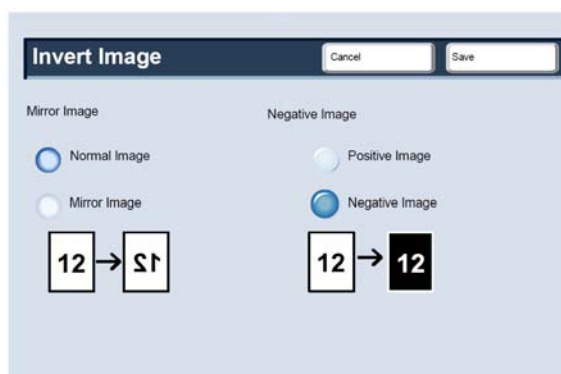 Invert Image
Cancel
Save
Mirror Image
Negative Image
Normal Image
Positive Image
Mirror Image
Negative Image
12
12
12
12